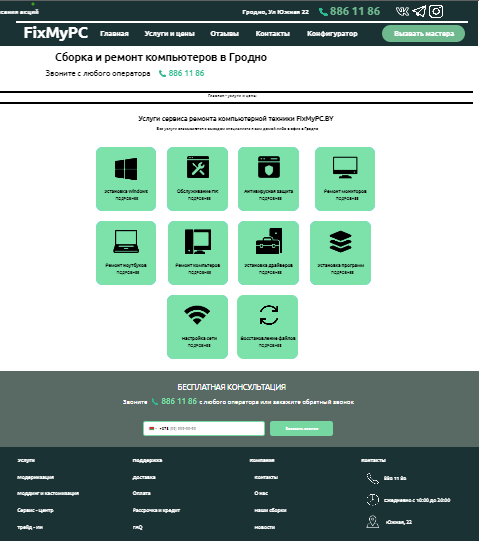 сания акций
Гродно, Ул Южная 22
886 11 86
FixMyPC
Главная
Услуги и цены
Отзывы
Контакты
Конфигуратор
Вызвать мастера
Сборка и ремонт компьютеров в Гродно
Звоните с любого оператора 886 11 86
Главная - услуги и цены
Услуги сервиса ремонта компьютерной техники FixMyPC.BY
Все услуги оказываются с выездом специалиста к вам домой либо в офис в Гродно.
Установка Windows
ПОДРОБНЕЕ
Обслуживание ПК
ПОДРОБНЕЕ
Антивирусная защита
ПОДРОБНЕЕ
Ремонт мониторов
ПОДРОБНЕЕ
Ремонт ноутбуков
ПОДРОБНЕЕ
Ремонт компьтеров
ПОДРОБНЕЕ
Установка драйверов
ПОДРОБНЕЕ
Установка программ
ПОДРОБНЕЕ
Настройка сети
ПОДРОБНЕЕ
Восстановление файлов
ПОДРОБНЕЕ
БЕСПЛАТНАЯ КОНСУЛЬТАЦИЯ
Звоните 886 11 86 с любого оператора или закажите обратный звонок
+375 (00) 000-00-00
Заказать звонок
Услуги
Модернизация
Моддинг и кастомизация
Сервис - центр
Трейд - ин
Поддержка
Доставка
Оплата
Рассрочка и кредит
FAQ
Компания
Контакты
О нас
Наши сборки
Новости
Контакты
886 11 86
Ежедневно с 10:00 до 20:00
Южная, 22